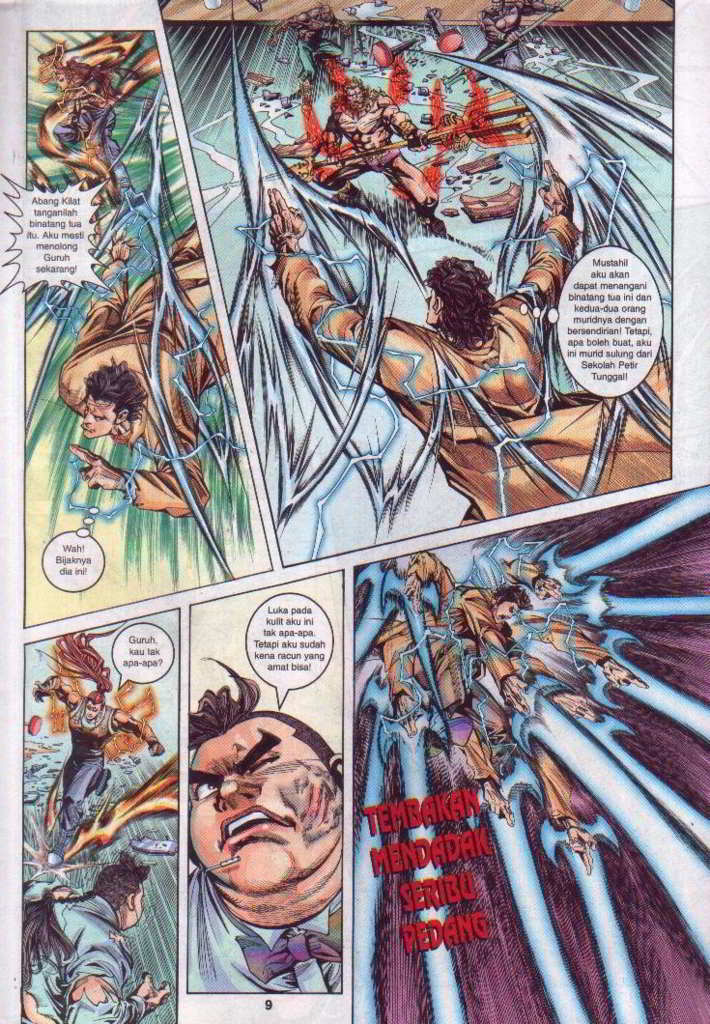 Abang Kilat
tanganilah
binatang tua
itu. Aku mesti
menolong
Guruh
sekarang!
Wah!
Bijaknya
dia ini!
Mustahil
aku akan
dapat menangani
binatang tua ini dan
kedua-dua orang
muridnya dengan
bersendirian! Tetapi,
apa boleh buat, aku
ini murid sulung dari
Sekolah Petir
Tunggal!
Guruh,
kau tak
apa-apa?
Luka pada
kulit aku ini
tak apa-apa.
Tetapi aku sudah
kena racun yang
amat bisa!
TEMBAKAN
MENDADAK
SERIBU
PEDANG
9